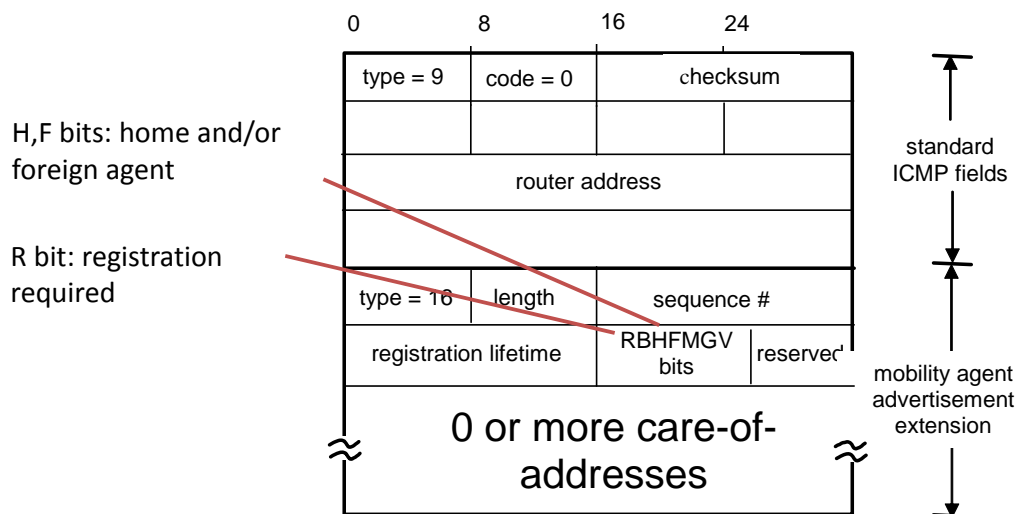 0 8 16 24
type = 9 code = 0 checksum
H,F bits: home and/or
foreign agent
router address
standard
ICMP fields
R bit: registration
required
type = 16 length sequence #
registration lifetime RBHFMGV
bits reserved
mobility agent
advertisement
extension
0 or more care-of-
addresses